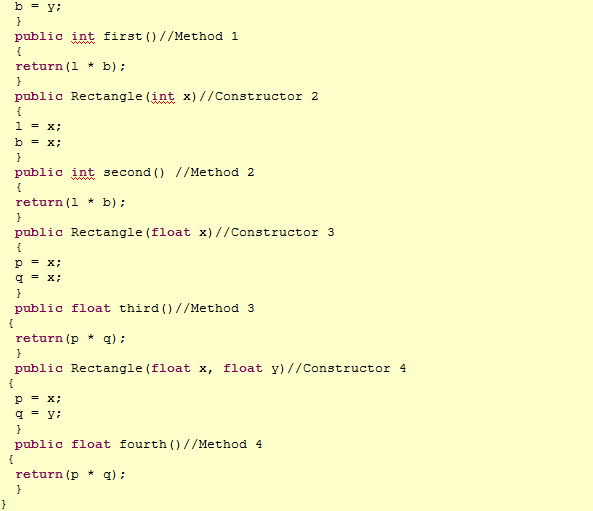 b = y;
}
public int first()//Method 1
{
return(l * b);
}
public Rectangle(int x)//Constructor 2
{
l = x;
b = x;
}
public int second() //Method 2
{
return(l * b);
}
public Rectangle(float x)//Constructor 3
{
p = x;
q = x;
}
public float third()//Method 3
{
return(p * q);
}
public Rectangle(float x, float y)//Constructor 4
{
p = x;
q = y;
}
public float fourth()//Method 4
{
return(p * q);
}
}